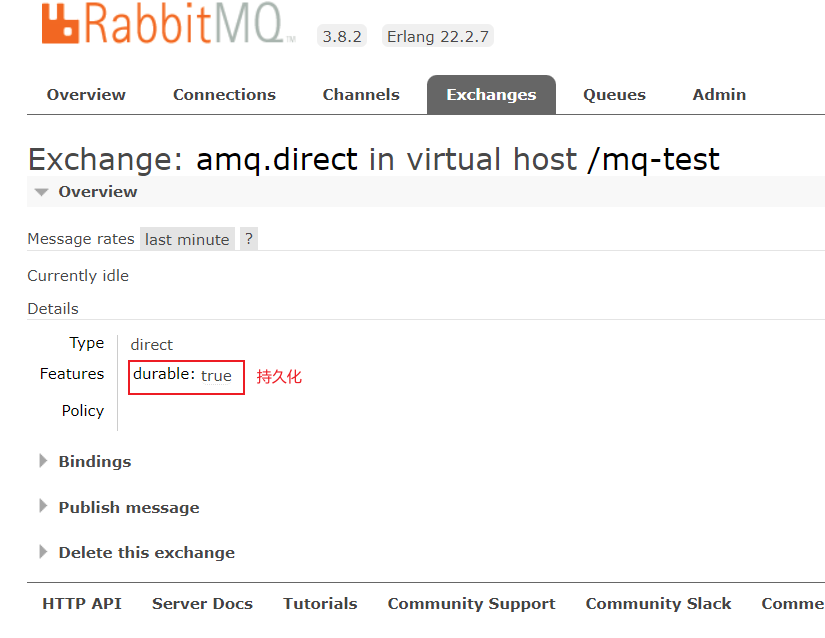 RabbitMQ TM 3.8.2 Erlang 22.2.7
Overview Connections Channels Exchanges Queues Admin
Exchange: amq.direct in virtual host /mq-test
Overview
Message rates last minute ?
Currently idle
Details
Type direct
Features durable: true 持久化
Policy
Bindings
Publish message
Delete this exchange
HTTP API Server Docs Tutorials Community Support Community Slack Comme